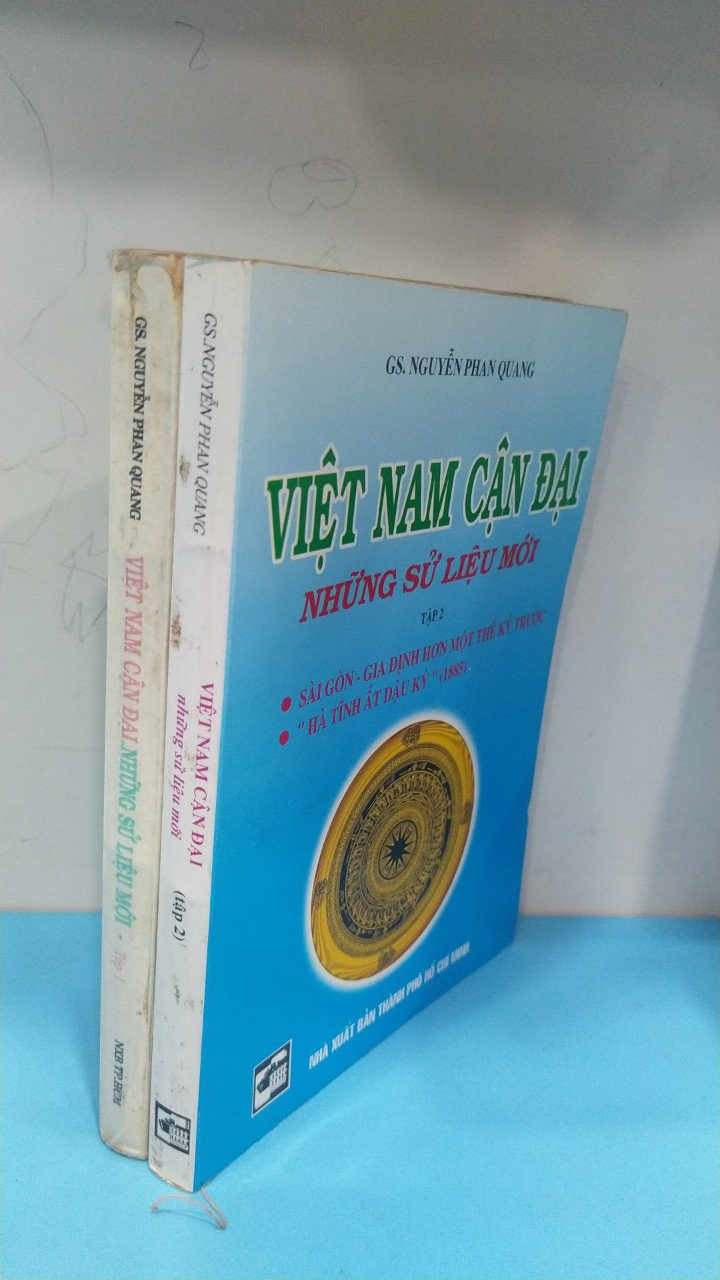 GS. NGUYỄN PHAN QUANG
VIỆT NAM CẬN ĐẠI NHỮNG SỬ LIỆU MỚI - Tập 1
NXB TP.HCM
GS.NGUYỄN PHAN QUANG
VIỆT NAM CẬN ĐẠI
những sử liệu mới
(tập 2)
GS. NGUYỄN PHAN QUANG
VIỆT NAM CẬN ĐẠI
NHỮNG SỬ LIỆU MỚI
TẬP 2
SÀI GÒN - GIA ĐỊNH HƠN MỘT THẾ KỶ TRƯỚC
" HÀ TĨNH ẤT DẬU KÝ " (1885).
NHÀ XUẤT BẢN THÀNH PHỐ HỒ CHÍ MINH